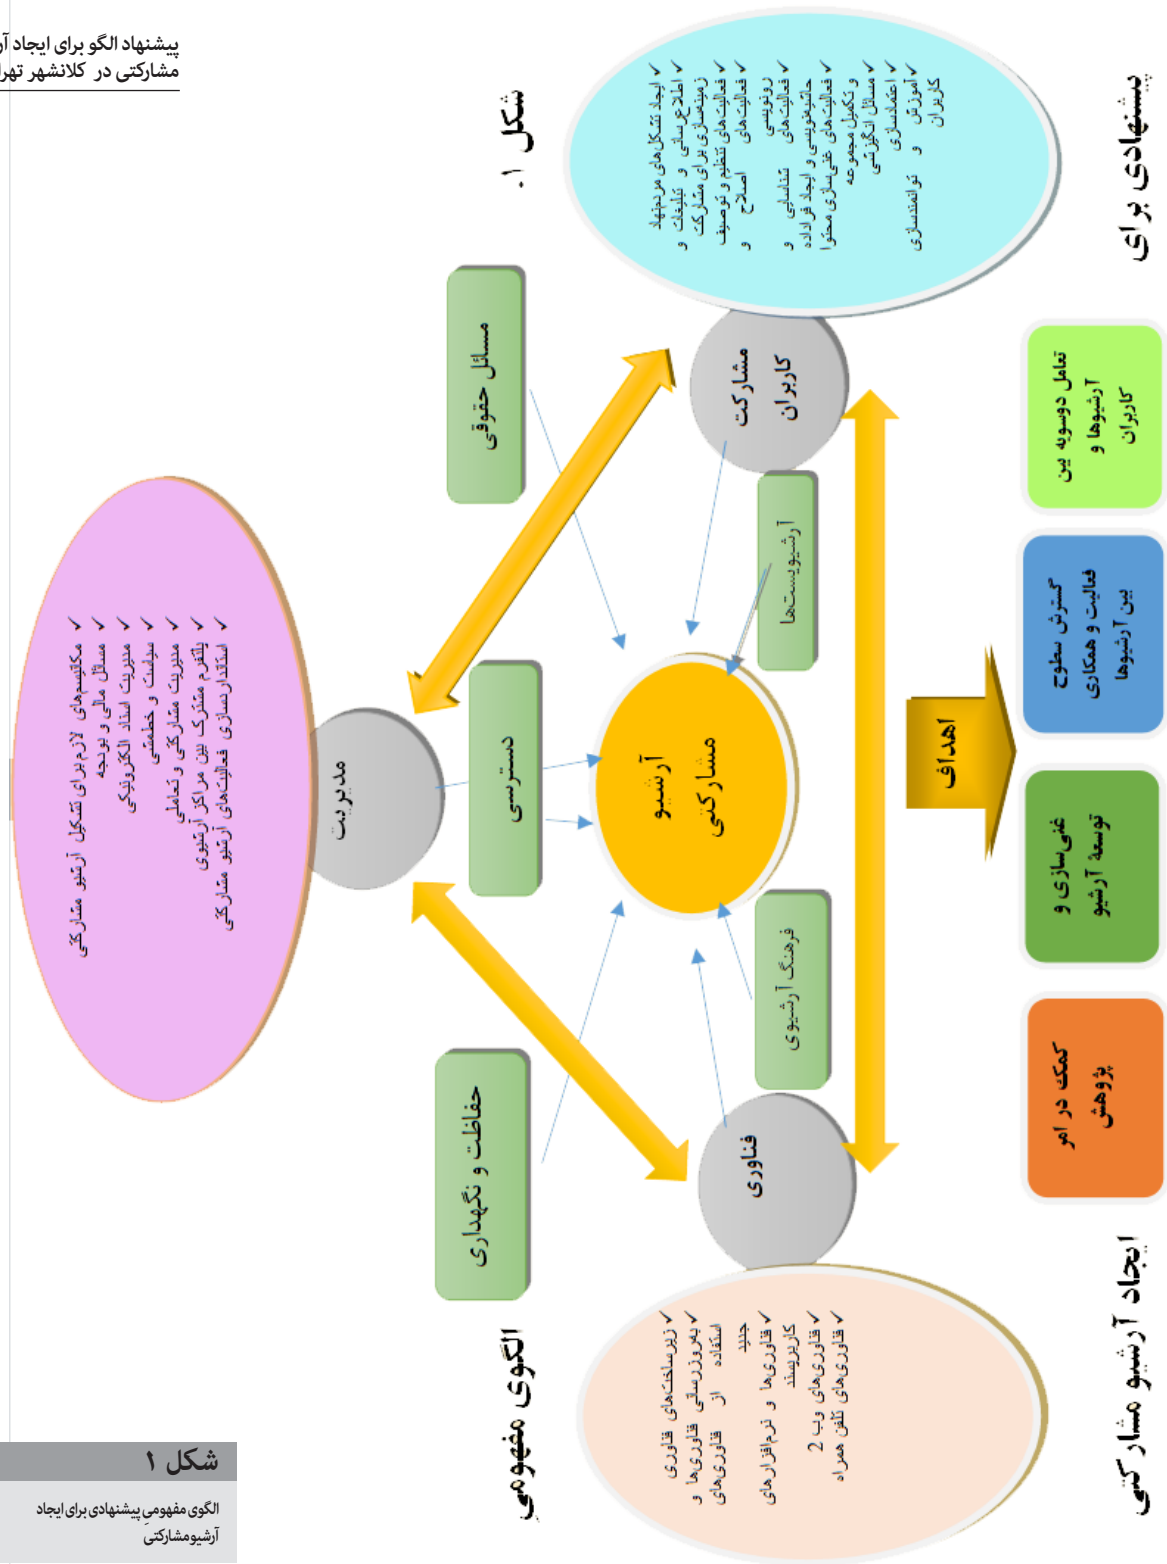 پیشنهاد الگو برای ایجاد
مشارکتی در کلانشهر
شکل ۱.
الگوی مفهومی
پیشنهادی برای
ایجاد آرشیو مشارکتی
✓ مکانیسم‌های لازم برای تشکیل آرشیو مشارکتی
✓ مسائل مالی و بودجه
✓ مدیریت اسناد الکترونیکی
✓ سیاست و خط‌مشی
✓ مدیریت مشارکتی و تعاملی
✓ پلتفرم مشترک بین مراکز آرشیوی
✓ استانداردسازی فعالیت‌های آرشیو مشارکتی
مدیریت
✓ ایجاد تشکل‌های مردم‌نهاد
✓ اطلاع‌رسانی و تبلیغات و
زمینه‌سازی برای مشارکت
✓ فعالیت‌های تنظیم و توصیف
✓ فعالیت‌های اصلاح و
رونویسی
✓ فعالیت‌های شناسایی و
حاشیه‌نویسی و ایجاد فراداده
✓ فعالیت‌های غنی‌سازی محتوا
و تکمیل مجموعه
✓ مسائل انگیزشی
✓ اعتمادسازی
✓ آموزش و توانمندسازی
کاربران
مشارکت
کاربران
مسائل حقوقی
دسترسی
حفاظت و نگهداری
آرشیویست‌ها
فرهنگ آرشیوی
آرشیو
مشارکتی
فناوری
✓ زیرساخت‌های فناوری
✓ به‌روزرسانی فناوری‌ها و
استفاده از فناوری‌های
جدید
✓ فناوری‌ها و نرم‌افزارهای
کاربرپسند
✓ فناوری‌های وب 2
✓ فناوری‌های تلفن همراه
اهداف
تعامل دوسویه بین
آرشیوها و
کاربران
گسترش سطوح
فعالیت و همکاری
بین آرشیوها
غنی‌سازی و
توسعۀ آرشیو
کمک در امر
پژوهش
شکل ۱
الگوی مفهومیِ پیشنهادی برای ایجاد
آرشیو مشارکتی